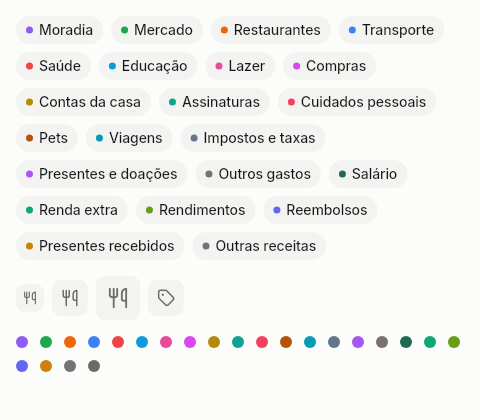 Moradia Mercado Restaurantes Transporte
Saúde Educação Lazer Compras
Contas da casa Assinaturas Cuidados pessoais
Pets Viagens Impostos e taxas
Presentes e doações Outros gastos Salário
Renda extra Rendimentos Reembolsos
Presentes recebidos Outras receitas